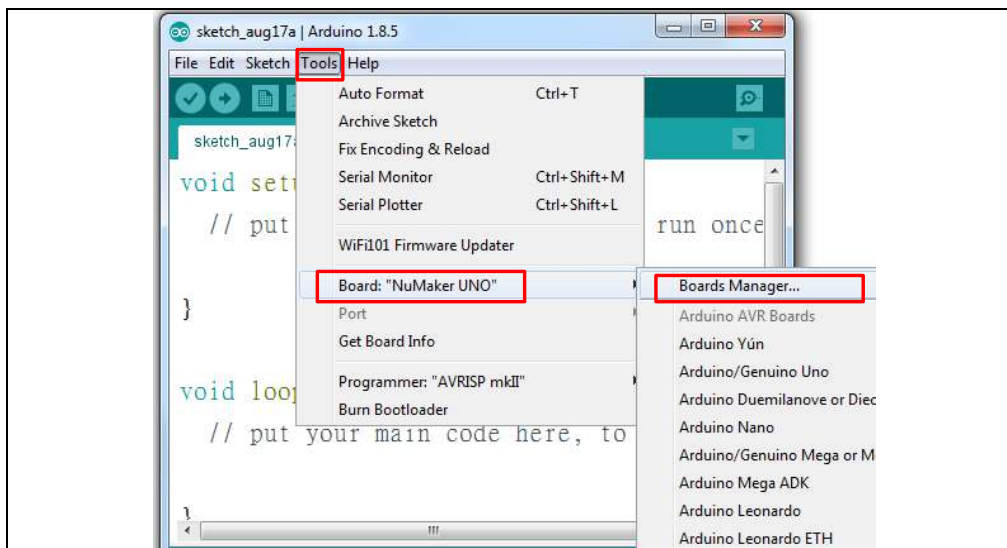 sketch_aug17a | Arduino 1.8.5
File Edit Sketch Tools Help
Auto Format Ctrl+T
Archive Sketch
sketch_aug17a
Fix Encoding & Reload
Serial Monitor Ctrl+Shift+M
void setu
Serial Plotter Ctrl+Shift+L
// put run once
WiFi101 Firmware Updater
Board: "NuMaker UNO" Boards Manager...
}
Port Arduino AVR Boards
Get Board Info Arduino Yún
Arduino/Genuino Uno
Programmer: "AVRISP mkII"
void loop
Arduino Duemilanove or Diec
Burn Bootloader
Arduino Nano
// put your main code here, to
Arduino/Genuino Mega or M
Arduino Mega ADK
Arduino Leonardo
}
Arduino Leonardo ETH